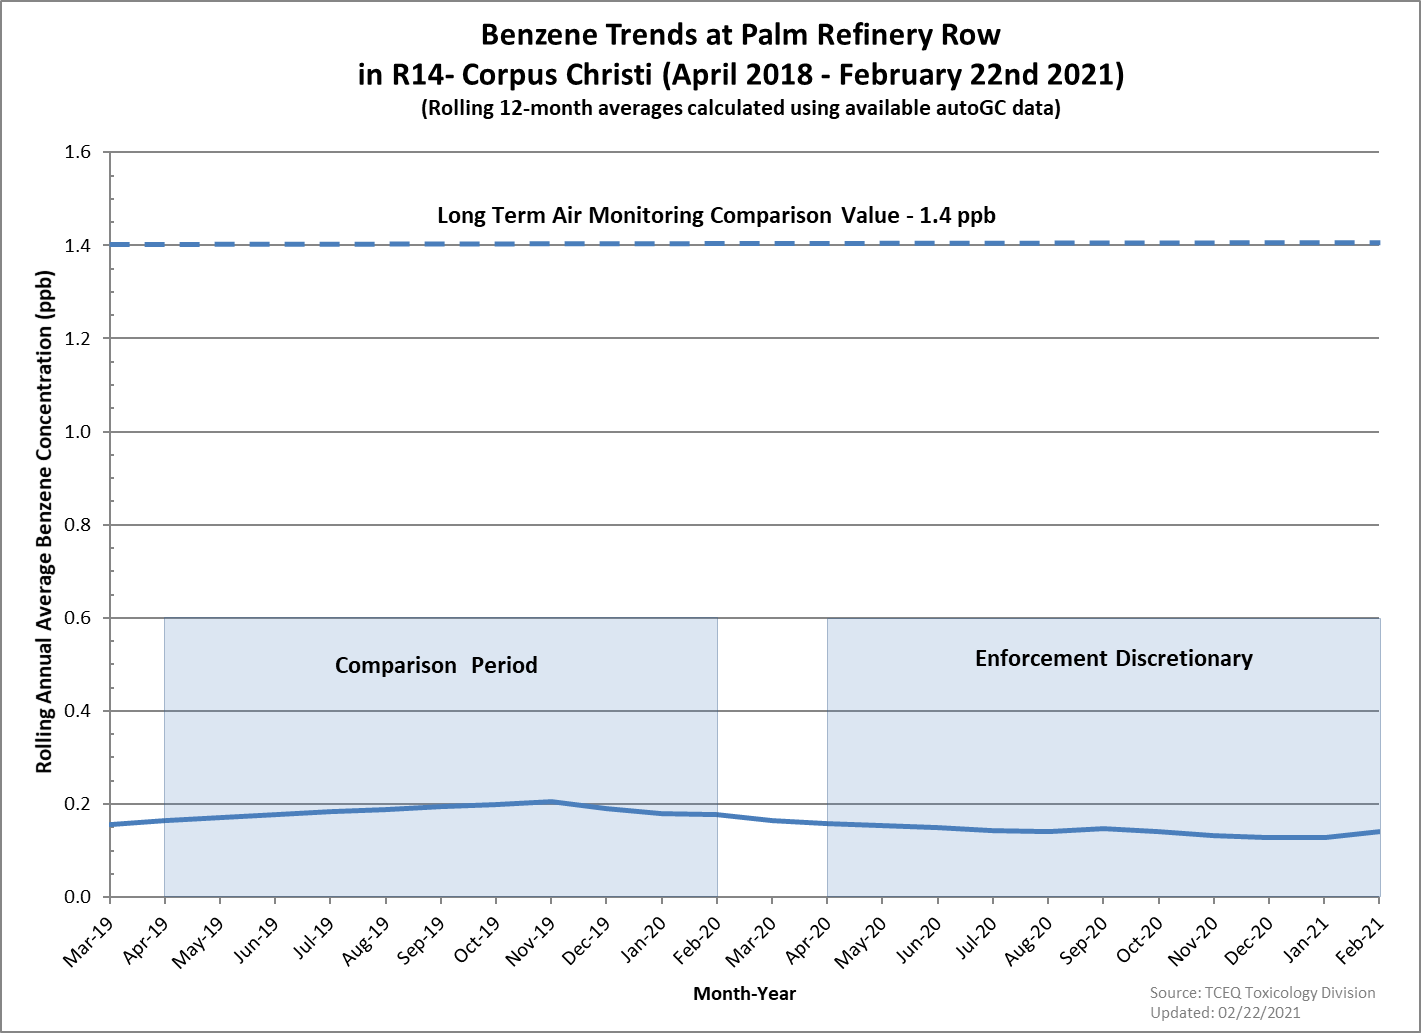 Benzene Trends at Palm Refinery Row
in R14- Corpus Christi (April 2018 - February 22nd 2021)
(Rolling 12-month averages calculated using available autoGC data)
1.6
Long Term Air Monitoring Comparison Value - 1.4 ppb
1.4
1.2
1.0
0.8
0.6
Comparison Period
Enforcement Discretionary
0.4
0.2
0.0
Rolling Annual Average Benzene Concentration (ppb)
Mar-19
Apr-19
May-19
Jun-19
Jul-19
Aug-19
Sep-19
Oct-19
Nov-19
Dec-19
Jan-20
Feb-20
Mar-20
Apr-20
May-20
Jun-20
Jul-20
Aug-20
Sep-20
Oct-20
Nov-20
Dec-20
Jan-21
Feb-21
Month-Year
Source: TCEQ Toxicology Division
Updated: 02/22/2021